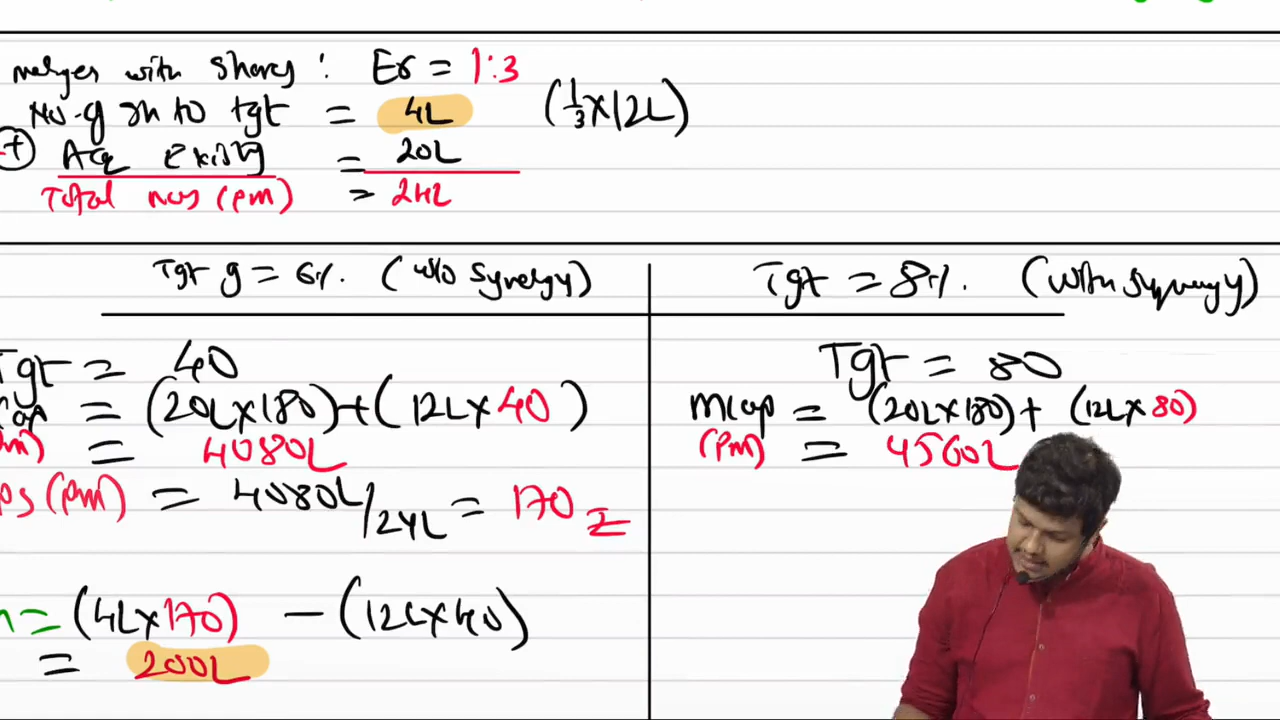 merger with shares : Er = 1:3
No. of sh to tgt = 4L (1/3 x 12L)
+ Acq existing = 20L
Total nos (pm) = 24L
Tgt g = 6%. (w/o synergy)
Tgt = 8%. (with synergy)
Tgt = 40
= (20L x 180) + (12L x 40)
= 4080L
ps (pm) = 4080L/24L = 170
= (4L x 170) - (12L x 40)
= 200L
Tgt = 80
Mcap = (20L x 180) + (12L x 80)
(pm) = 4560L